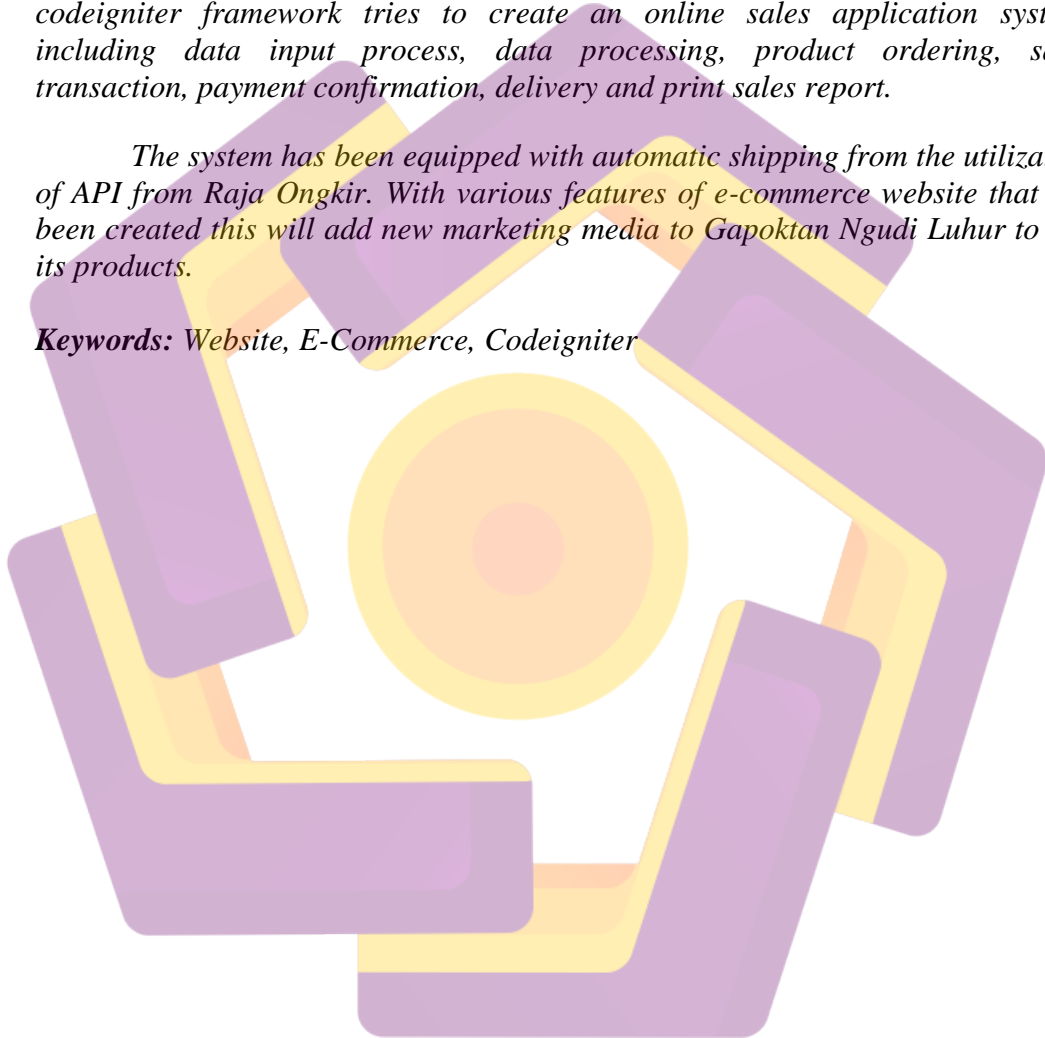 codeigniter framework tries to create an online sales application syst
including data input process, data processing, product ordering, s
transaction, payment confirmation, delivery and print sales report.
The system has been equipped with automatic shipping from the utiliza
of API from Raja Ongkir. With various features of e-commerce website that
been created this will add new marketing media to Gapoktan Ngudi Luhur to
its products.
Keywords: Website, E-Commerce, Codeigniter